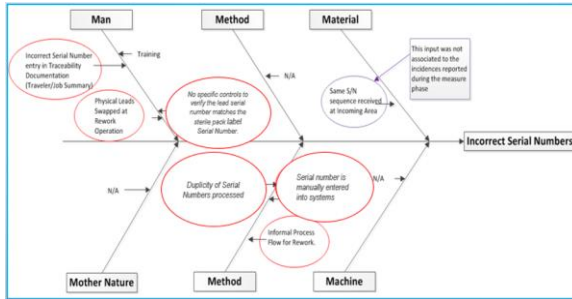 Man
Method
Material
Training
Incorrect Serial Number
entry in Traceability
Documentation
(Traveler/Job Summary)
Physical Leads
Swapped at
Rework
Operation
No specific controls to
verify the lead serial
number matches the
sterile pack label
Serial Number
N/A
Same S/N
sequence received
at Incoming Area
This input was not
associated to the
incidences reported
during the measure
phase
Incorrect Serial Numbers
N/A
Duplicity of Serial
Numbers processed
Serial number is
manually entered
into systems
N/A
Informal Process
Flow for Rework.
Mother Nature
Method
Machine